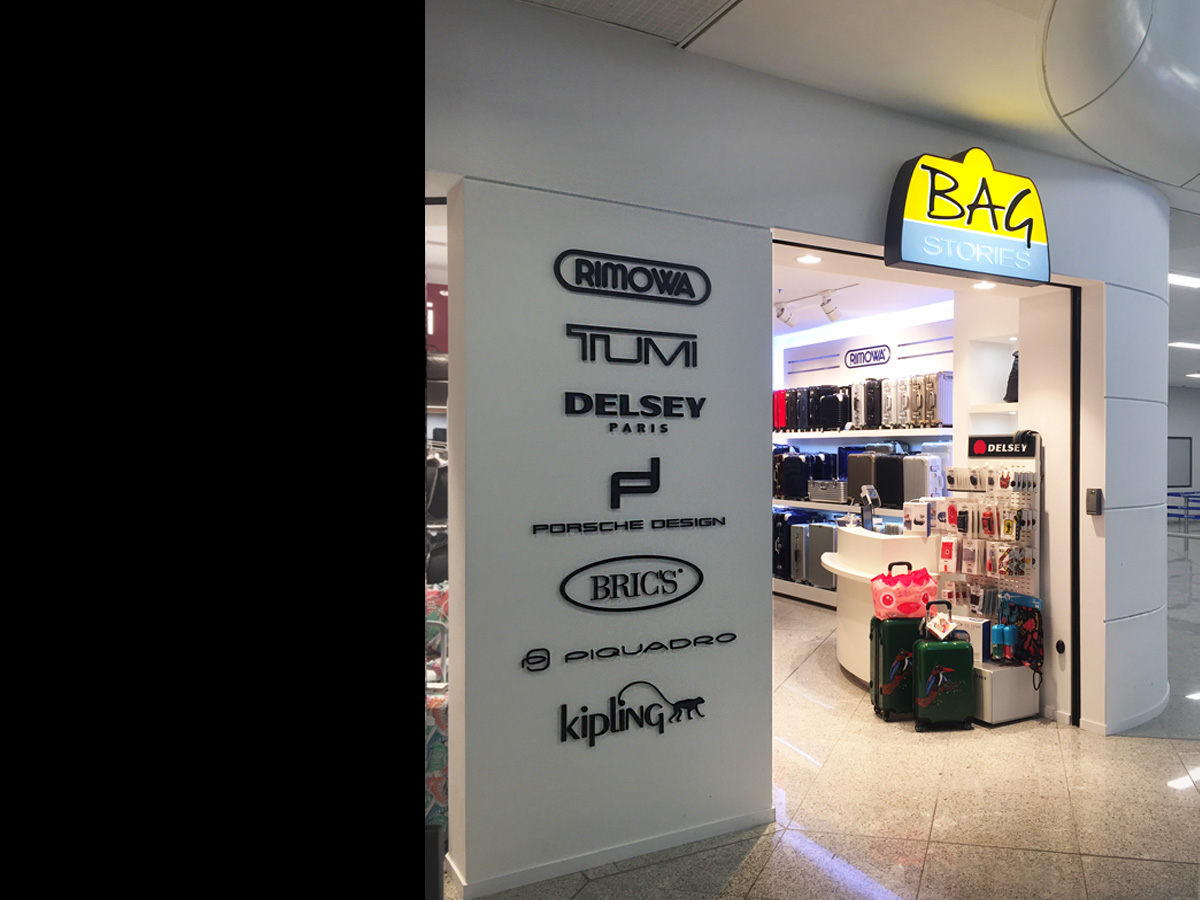 RIMOWA
TUMI
DELSEY
PARIS
PORSCHE DESIGN
BRIC'S
PIQUADRO
kipling
BAG
STORIES
RIMOWA
DELSEY